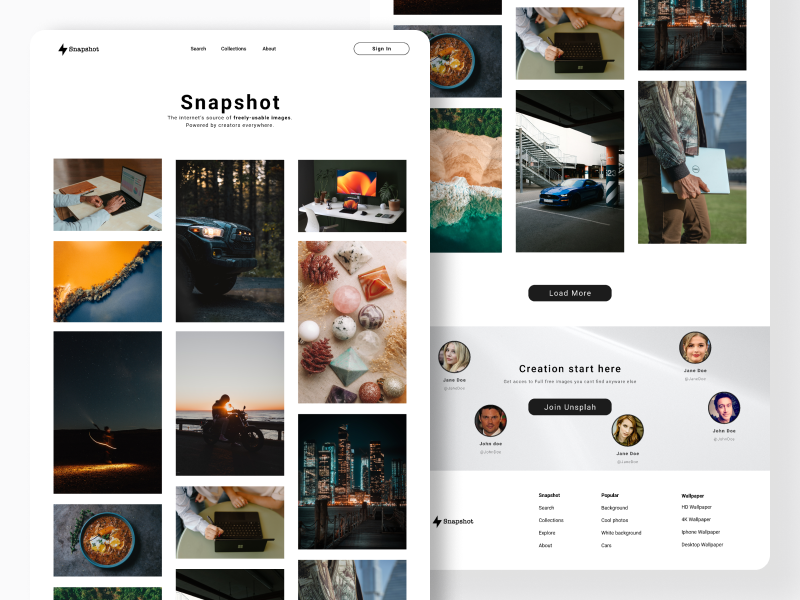 Snapshot
Search Collections About
Sign In
Snapshot
The Internet's source of freely-usable images.
Powered by creators everywhere.
Load More
Creation start here
Get acces to full free images you cant find anyware else
Join Unsplah
Jane Doe
@JaneDoe
John doe
@JohnDoe
Jane Doe
@JaneDoe
Jane Doe
@JaneDoe
John Doe
@JohnDoe
Snapshot
Snapshot
Search
Collections
Explore
About
Popular
Background
Cool photos
White background
Cars
Wallpaper
HD Wallpaper
4K Wallpaper
Iphone Wallpaper
Desktop Wallpaper